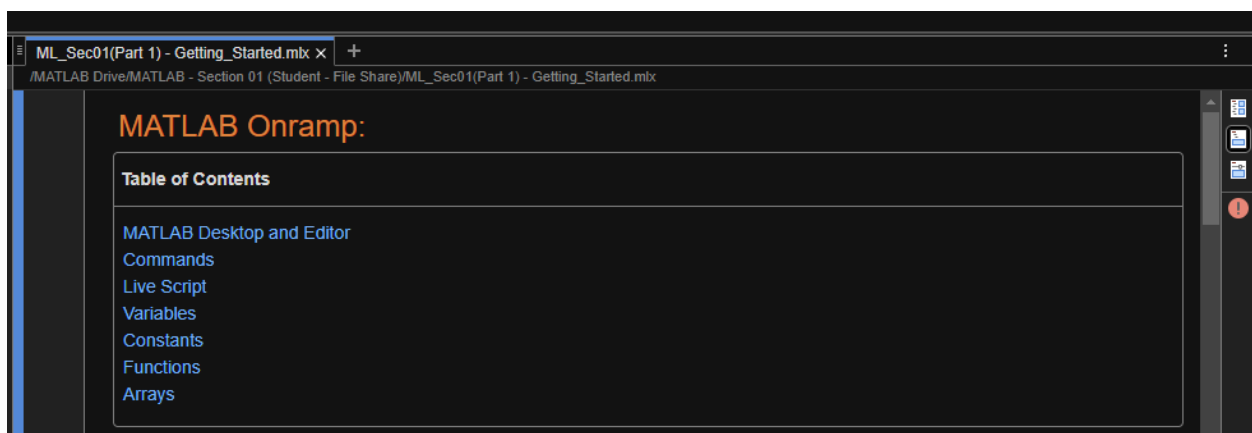 ML_Sec01(Part 1) - Getting_Started.mlx × +
/MATLAB Drive/MATLAB - Section 01 (Student - File Share)/ML_Sec01(Part 1) - Getting_Started.mlx
MATLAB Onramp:
Table of Contents
MATLAB Desktop and Editor
Commands
Live Script
Variables
Constants
Functions
Arrays